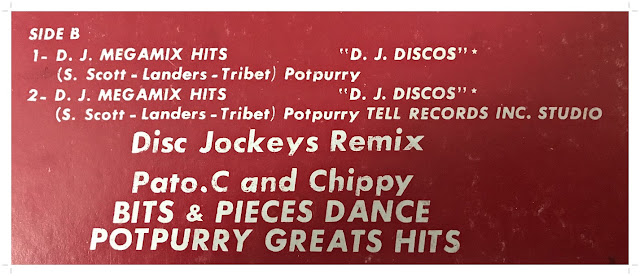 SIDE B
1- D. J. MEGAMIX HITS "D. J. DISCOS"*
(S. Scott - Landers - Tribet) Potpurry
2- D. J. MEGAMIX HITS "D. J. DISCOS"*
(S. Scott - Landers - Tribet) Potpurry TELL RECORDS INC. STUDIO
Disc Jockeys Remix
Pato.C and Chippy
BITS & PIECES DANCE
POTPURRY GREATS HITS